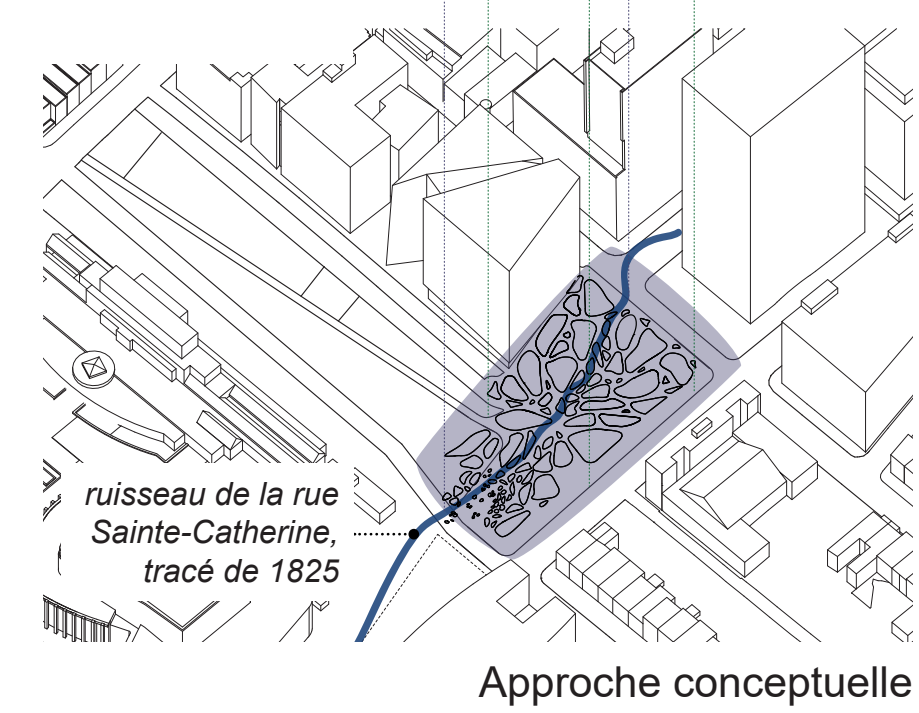 ruisseau de la rue
Sainte-Catherine,
tracé de 1825
Approche conceptuelle